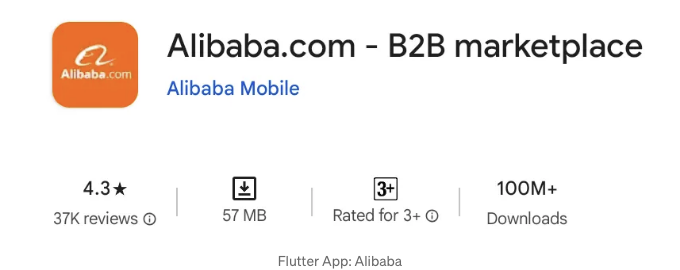 Alibaba.com - B2B marketplace
Alibaba.com
Alibaba Mobile
4.3★
37K reviews
57 MB
3+
Rated for 3+
100M+
Downloads
Flutter App: Alibaba